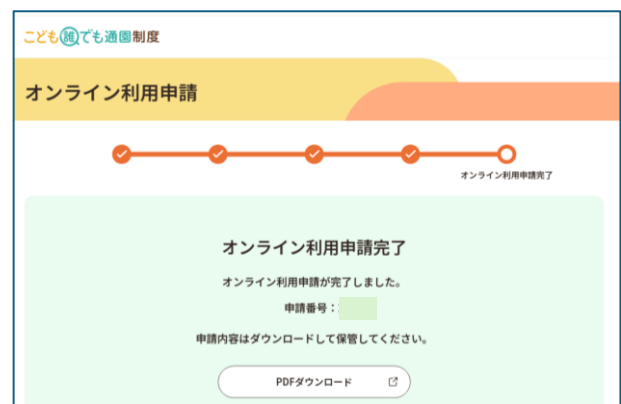 こども誰でも通園制度
オンライン利用申請
オンライン利用申請完了
オンライン利用申請完了
オンライン利用申請が完了しました。
申請番号：
申請内容はダウンロードして保管してください。
PDFダウンロード